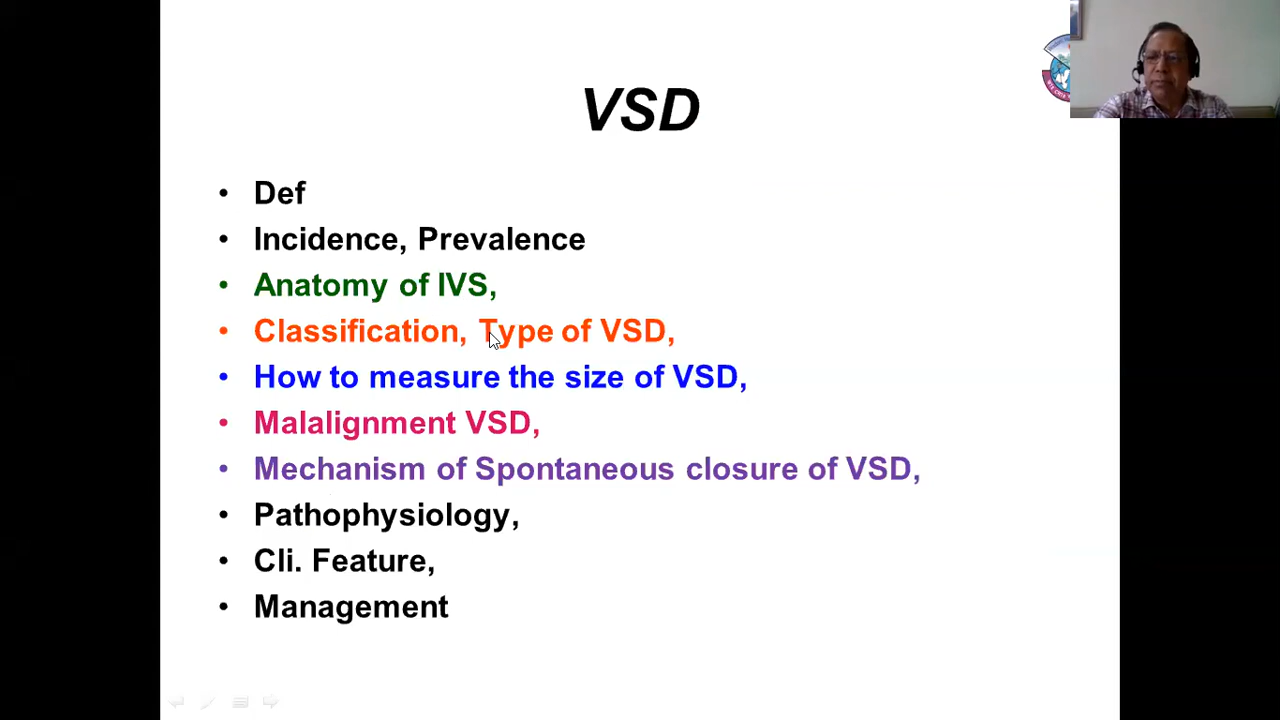 VSD
• Def
• Incidence, Prevalence
• Anatomy of IVS,
• Classification, Type of VSD,
• How to measure the size of VSD,
• Malalignment VSD,
• Mechanism of Spontaneous closure of VSD,
• Pathophysiology,
• Cli. Feature,
• Management